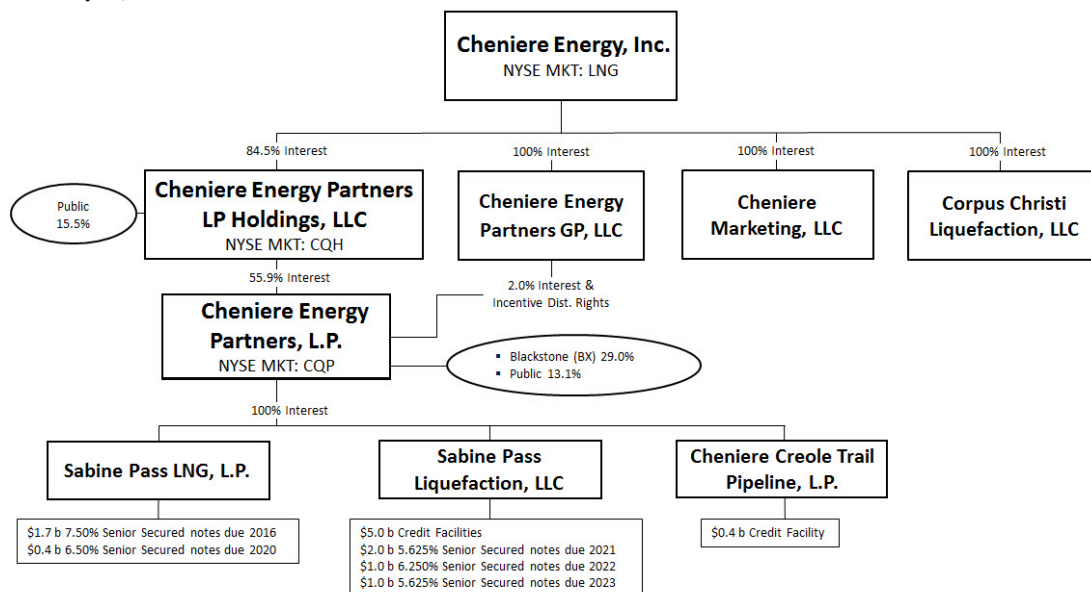 Cheniere Energy, Inc.
NYSE MKT: LNG
84.5% Interest
100% Interest
100% Interest
100% Interest
Public
15.5%
Cheniere Energy Partners
LP Holdings, LLC
NYSE MKT: CQH
Cheniere Energy
Partners GP, LLC
Cheniere
Marketing, LLC
Corpus Christi
Liquefaction, LLC
55.9% Interest
2.0% Interest &
Incentive Dist. Rights
Cheniere Energy
Partners, L.P.
NYSE MKT: CQP
▪ Blackstone (BX) 29.0%
▪ Public 13.1%
100% Interest
Sabine Pass LNG, L.P.
Sabine Pass
Liquefaction, LLC
Cheniere Creole Trail
Pipeline, L.P.
$1.7 b 7.50% Senior Secured notes due 2016
$0.4 b 6.50% Senior Secured notes due 2020
$5.0 b Credit Facilities
$2.0 b 5.625% Senior Secured notes due 2021
$1.0 b 6.250% Senior Secured notes due 2022
$1.0 b 5.625% Senior Secured notes due 2023
$0.4 b Credit Facility